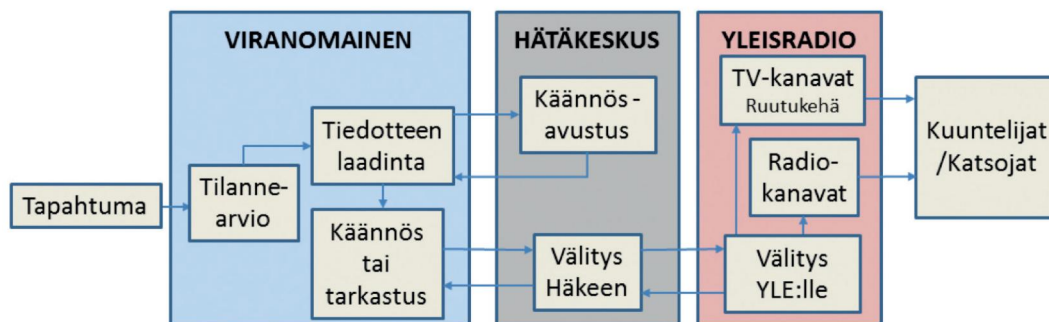 VIRANOMAINEN
HÄTÄKESKUS
YLEISRADIO
Tapahtuma
Tilanne-
arvio
Tiedotteen
laadinta
Käännös
tai
tarkastus
Käännös -
avustus
Välitys
Häkeen
TV-kanavat
Ruutukehä
Radio-
kanavat
Välitys
YLE:lle
Kuuntelijat
/Katsojat